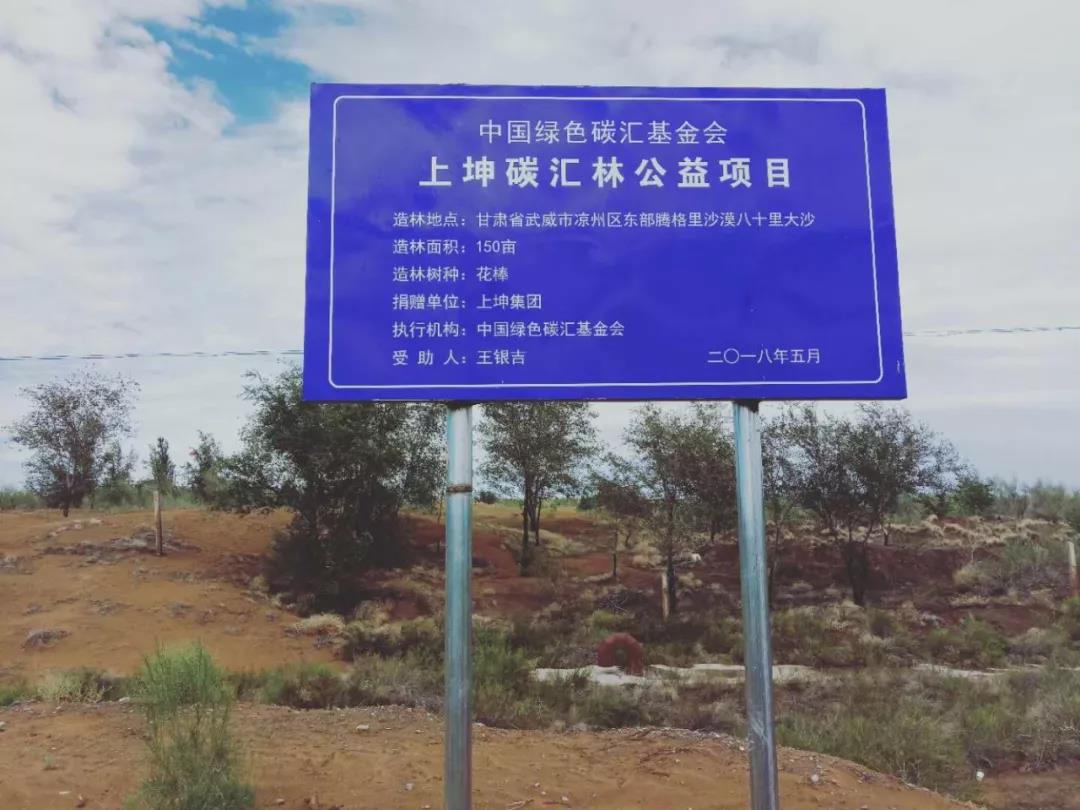 中国绿色碳汇基金会
上坤碳汇林公益项目
造林地点：甘肃省武威市凉州区东部腾格里沙漠八十里大沙
造林面积：150亩
造林树种：花棒
捐赠单位：上坤集团
执行机构：中国绿色碳汇基金会
受 助 人：王银吉 二〇一八年五月